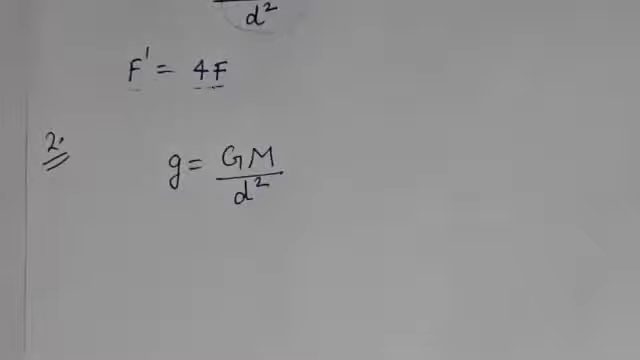 d²
F' = 4F
2.
g = GM / d²